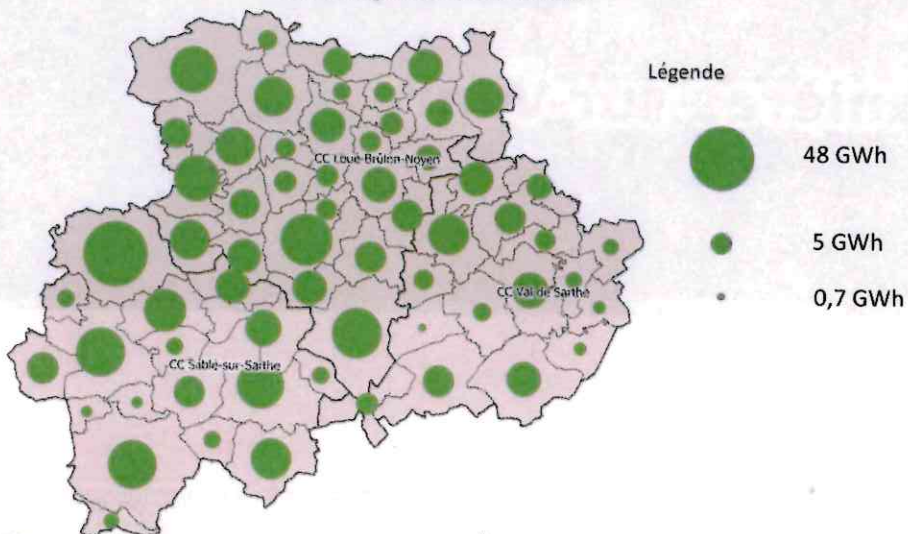 Légende
48 GWh
5 GWh
0,7 GWh
CC Loué-Brûlon-Noyen
CC Val de Sarthe
CC Sablé-sur-Sarthe